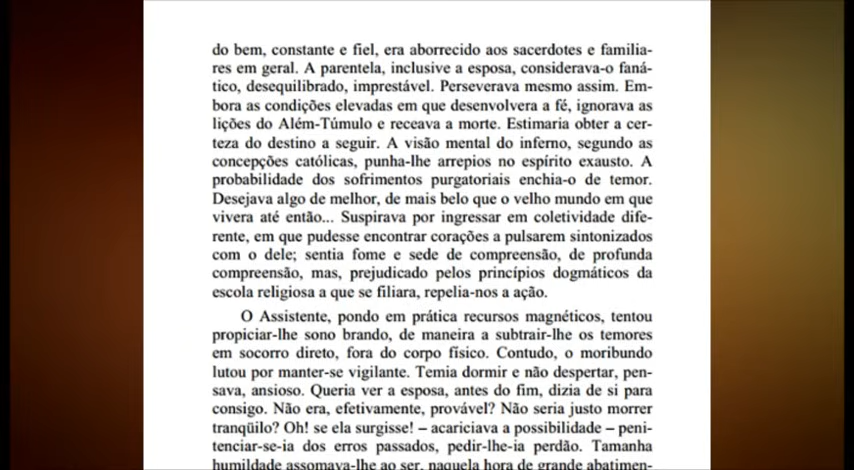 do bem, constante e fiel, era aborrecido aos sacerdotes e familia-
res em geral. A parentela, inclusive a esposa, considerava-o faná-
tico, desequilibrado, imprestável. Perseverava mesmo assim. Em-
bora as condições elevadas em que desenvolvera a fé, ignorava as
lições do Além-Túmulo e receava a morte. Estimaria obter a cer-
teza do destino a seguir. A visão mental do inferno, segundo as
concepções católicas, punha-lhe arrepios no espírito exausto. A
probabilidade dos sofrimentos purgatoriais enchia-o de temor.
Desejava algo de melhor, de mais belo que o velho mundo em que
vivera até então... Suspirava por ingressar em coletividade dife-
rente, em que pudesse encontrar corações a pulsarem sintonizados
com o dele; sentia fome e sede de compreensão, de profunda
compreensão, mas, prejudicado pelos princípios dogmáticos da
escola religiosa a que se filiara, repelia-nos a ação.
O Assistente, pondo em prática recursos magnéticos, tentou
propiciar-lhe sono brando, de maneira a subtrair-lhe os temores
em socorro direto, fora do corpo físico. Contudo, o moribundo
lutou por manter-se vigilante. Temia dormir e não despertar, pen-
sava, ansioso. Queria ver a esposa, antes do fim, dizia de si para
consigo. Não era, efetivamente, provável? Não seria justo morrer
tranqüilo? Oh! se ela surgisse! – acariciava a possibilidade – peni-
tenciar-se-ia dos erros passados, pedir-lhe-ia perdão. Tamanha
humildade assomava-lhe ao ser, naquela hora de grande abatimen-